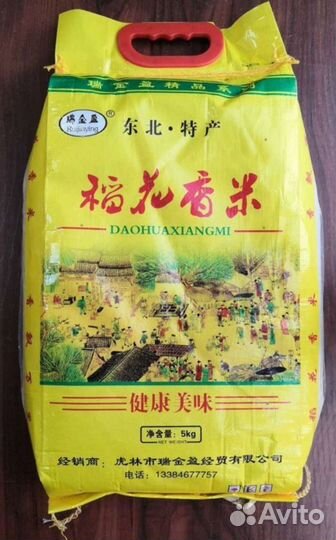 瑞金盈精品系列
瑞金盈®
Ruijinying
东北·特产
稻花香米
DAOHUAXIANGMI
健康美味
净含量: 5kg
NET WEIGHT
经销商: 虎林市瑞金盈经贸有限公司
电话: 13384677757
Avito